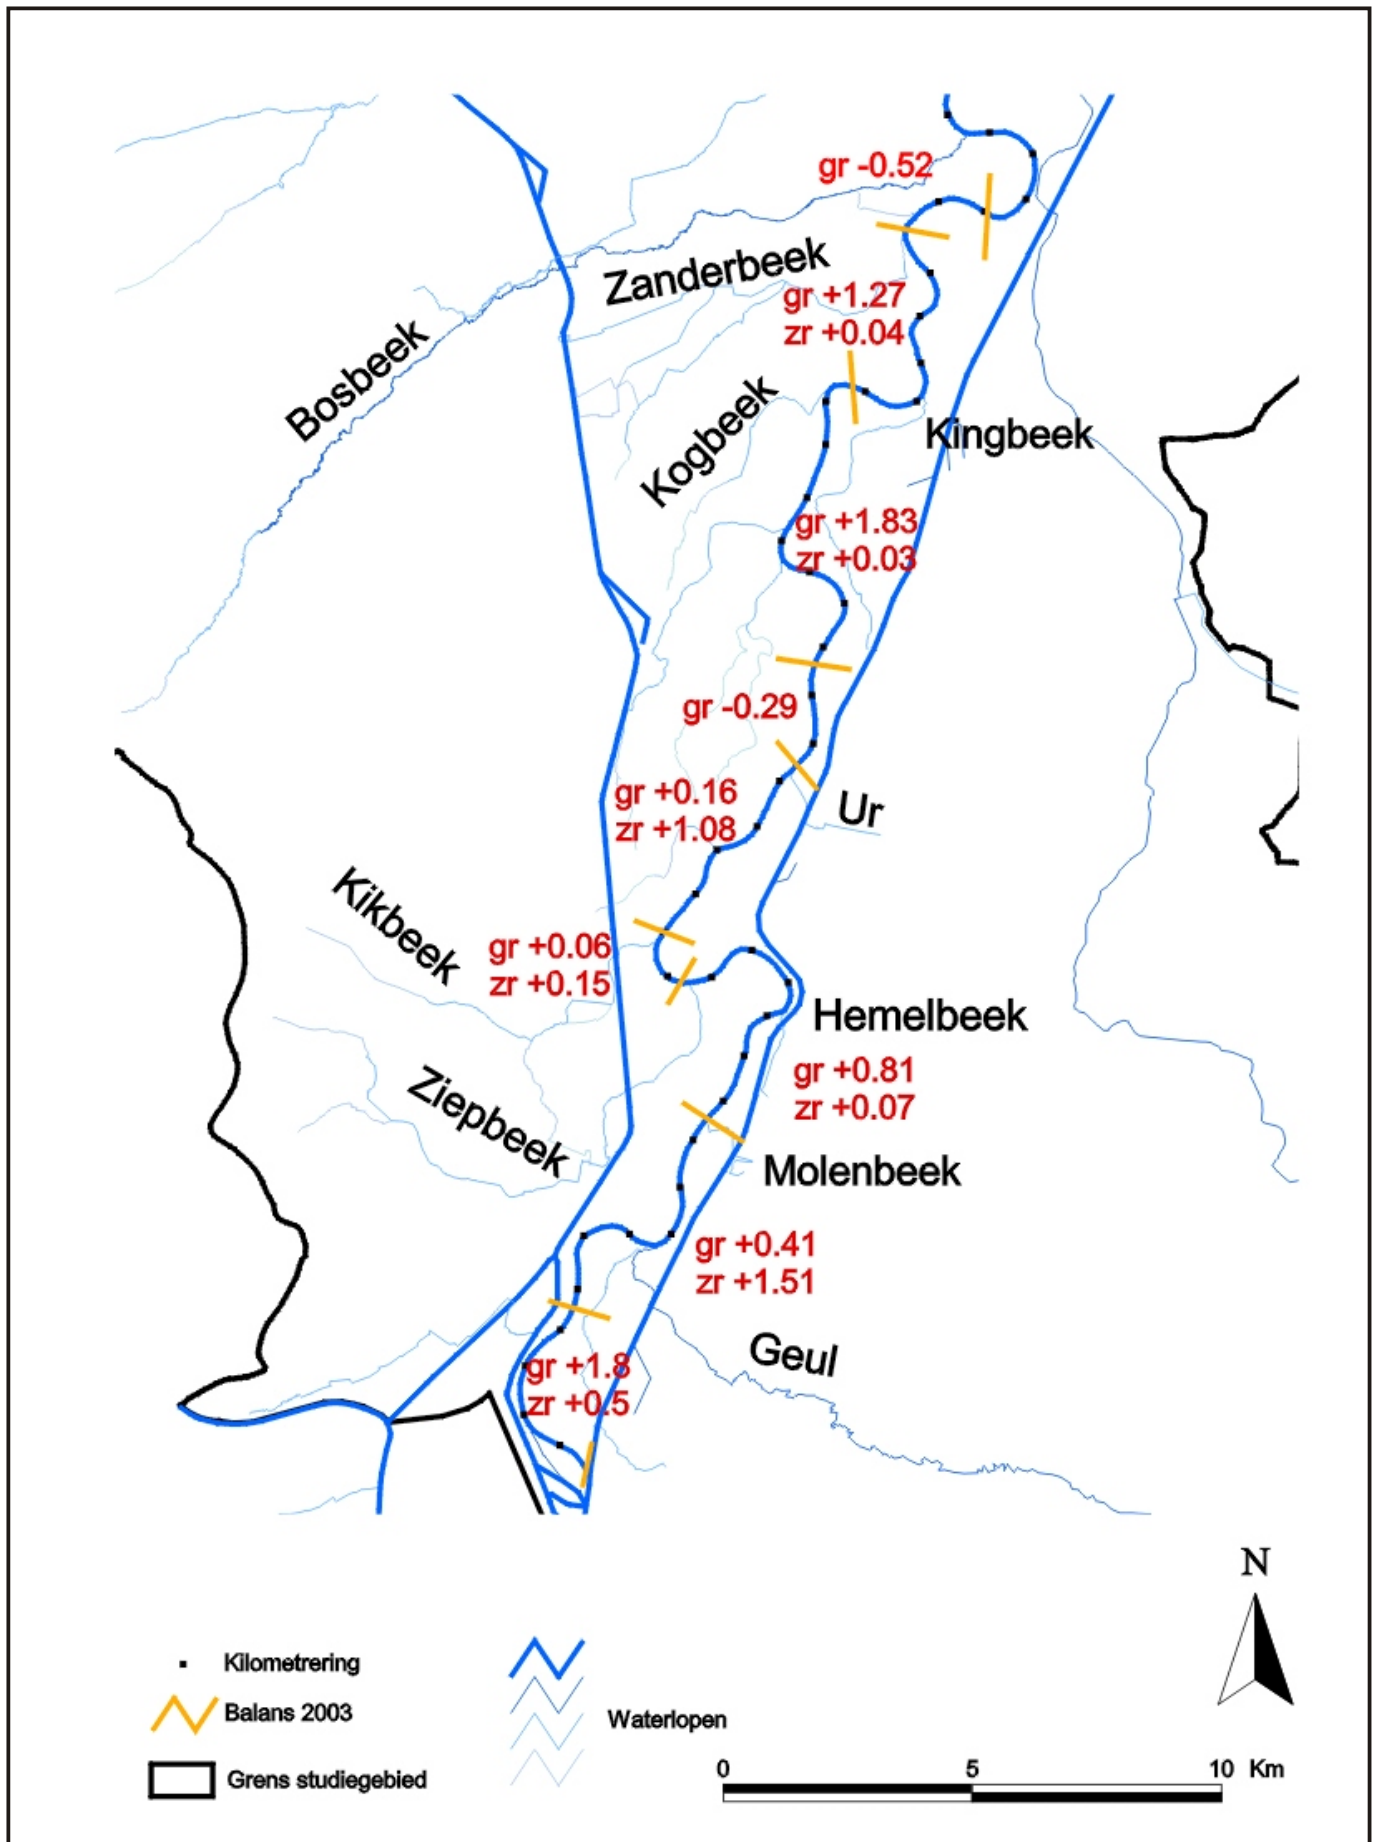 gr -0.52
Zanderbeek
gr +1.27
zr +0.04
Bosbeek
Kogbeek
Kingbeek
gr +1.83
zr +0.03
gr -0.29
gr +0.16
zr +1.08
Ur
Kikbeek
gr +0.06
zr +0.15
Hemelbeek
gr +0.81
zr +0.07
Ziepbeek
Molenbeek
gr +0.41
zr +1.51
Geul
gr +1.8
zr +0.5
N
Kilometrering
Balans 2003
Grens studiegebied
Waterlopen
0 5 10 Km